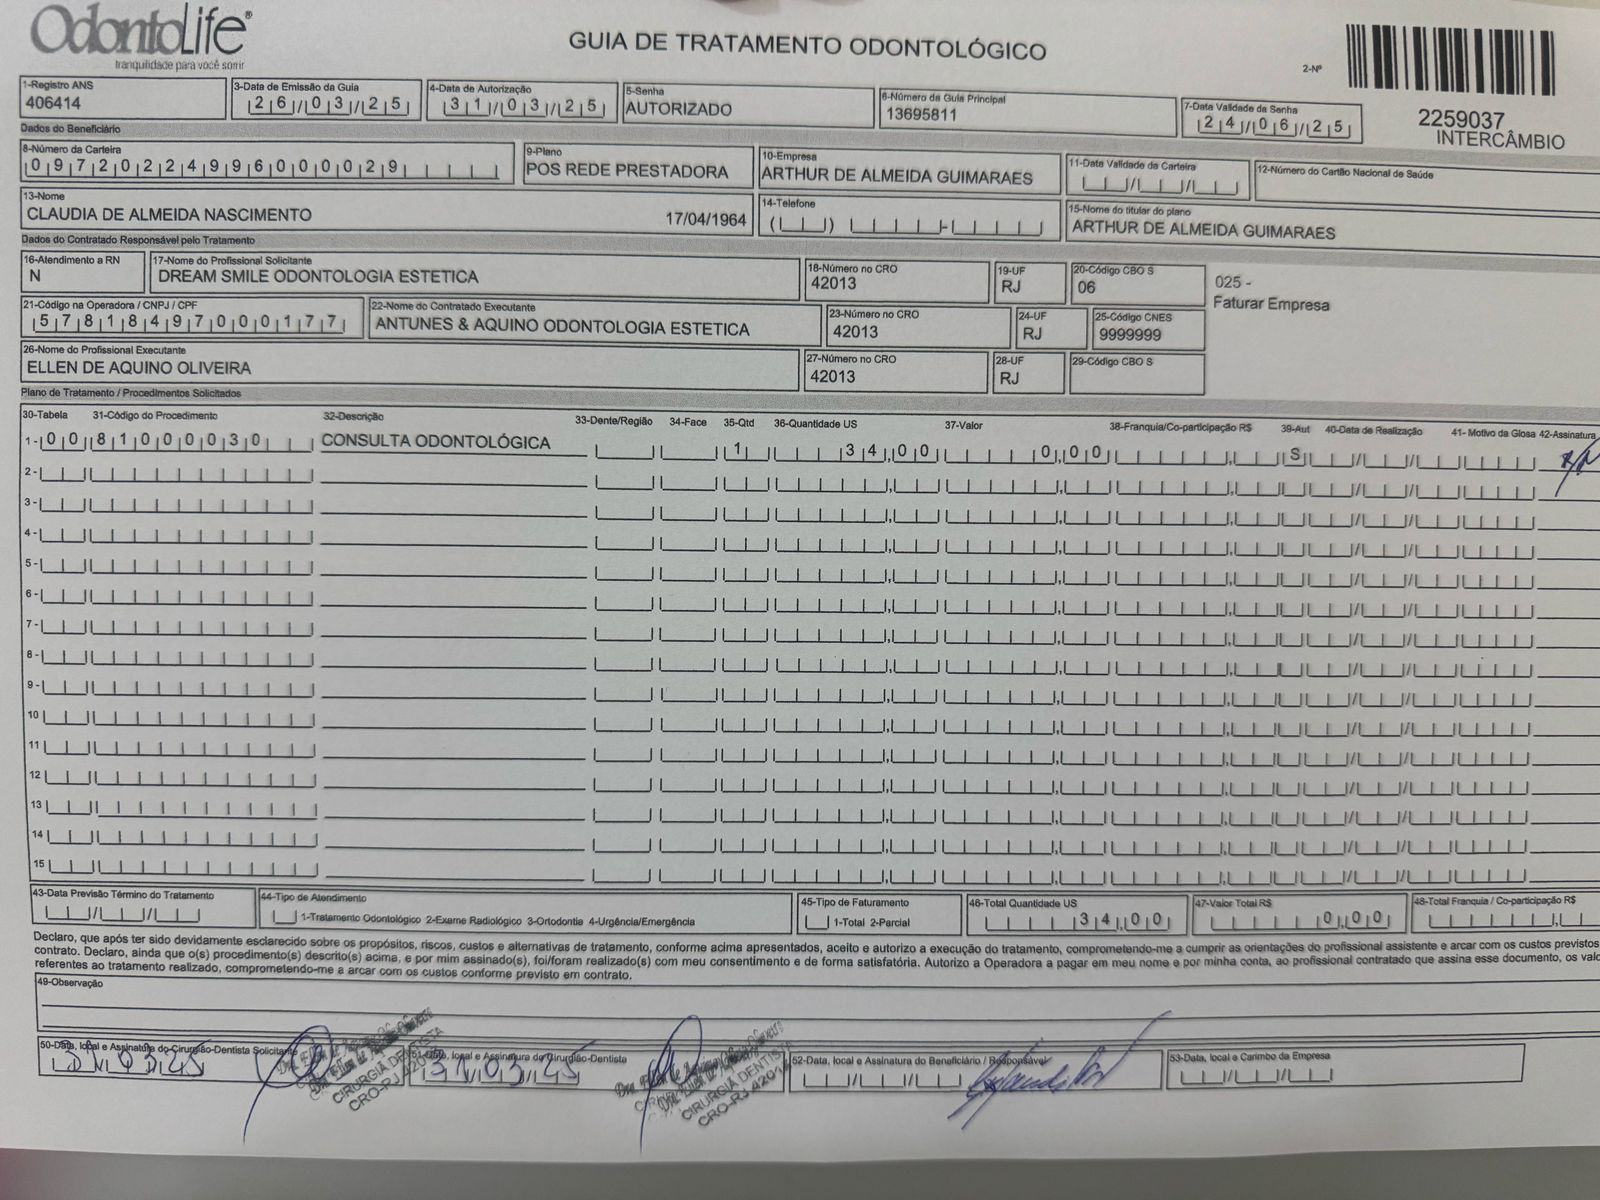 OdontoLife®
tranquilidade para você sorrir
GUIA DE TRATAMENTO ODONTOLÓGICO
2-Nº
2259037
INTERCÂMBIO
1-Registro ANS
406414
3-Data de Emissão da Guia
26/03/25
4-Data de Autorização
31/03/25
5-Senha
AUTORIZADO
6-Número da Guia Principal
13695811
7-Data Validade da Senha
24/06/25
Dados do Beneficiário
8-Número da Carteira
09720224996000029
9-Plano
POS REDE PRESTADORA
10-Empresa
ARTHUR DE ALMEIDA GUIMARAES
11-Data Validade da Carteira
12-Número do Cartão Nacional de Saúde
13-Nome
CLAUDIA DE ALMEIDA NASCIMENTO 17/04/1964
14-Telefone
15-Nome do titular do plano
ARTHUR DE ALMEIDA GUIMARAES
Dados do Contratado Responsável pelo Tratamento
16-Atendimento a RN
N
17-Nome do Profissional Solicitante
DREAM SMILE ODONTOLOGIA ESTETICA
18-Número no CRO
42013
19-UF
RJ
20-Código CBO S
06
025 -
Faturar Empresa
21-Código na Operadora / CNPJ / CPF
57818497000177
22-Nome do Contratado Executante
ANTUNES & AQUINO ODONTOLOGIA ESTETICA
23-Número no CRO
42013
24-UF
RJ
25-Código CNES
9999999
26-Nome do Profissional Executante
ELLEN DE AQUINO OLIVEIRA
27-Número no CRO
42013
28-UF
RJ
29-Código CBO S
Plano de Tratamento / Procedimentos Solicitados
30-Tabela 31-Código do Procedimento 32-Descrição 33-Dente/Região 34-Face 35-Qtd 36-Quantidade US 37-Valor 38-Franquia/Co-participação R$ 39-Aut 40-Data de Realização 41- Motivo da Glosa 42-Assinatura
1- 00 81000030 CONSULTA ODONTOLÓGICA 1 34,00 0,00 S
2-
3-
4-
5-
6-
7-
8-
9-
10
11
12
13
14
15
43-Data Previsão Término do Tratamento
44-Tipo de Atendimento
1-Tratamento Odontológico 2-Exame Radiológico 3-Ortodontia 4-Urgência/Emergência
45-Tipo de Faturamento
1-Total 2-Parcial
46-Total Quantidade US
34,00
47-Valor Total R$
0,00
48-Total Franquia / Co-participação R$
Declaro, que após ter sido devidamente esclarecido sobre os propósitos, riscos, custos e alternativas de tratamento, conforme acima apresentados, aceito e autorizo a execução do tratamento, comprometendo-me a cumprir as orientações do profissional assistente e arcar com os custos previstos
contrato. Declaro, ainda que o(s) procedimento(s) descrito(s) acima, e por mim assinado(s), foi/foram realizado(s) com meu consentimento e de forma satisfatória. Autorizo a Operadora a pagar em meu nome e por minha conta, ao profissional contratado que assina esse documento, os valo
referentes ao tratamento realizado, comprometendo-me a arcar com os custos conforme previsto em contrato.
49-Observação
50-Data, local e Assinatura do Cirurgião-Dentista Solicitante
31 03 25
CIRURGIÃ DENTISTA
CRO-RJ 420
51-Data, local e Assinatura do Cirurgião-Dentista
31 03 25
CIRURGIÃ DENTISTA
CRO-RJ 4201
52-Data, local e Assinatura do Beneficiário / Responsável
53-Data, local e Carimbo da Empresa